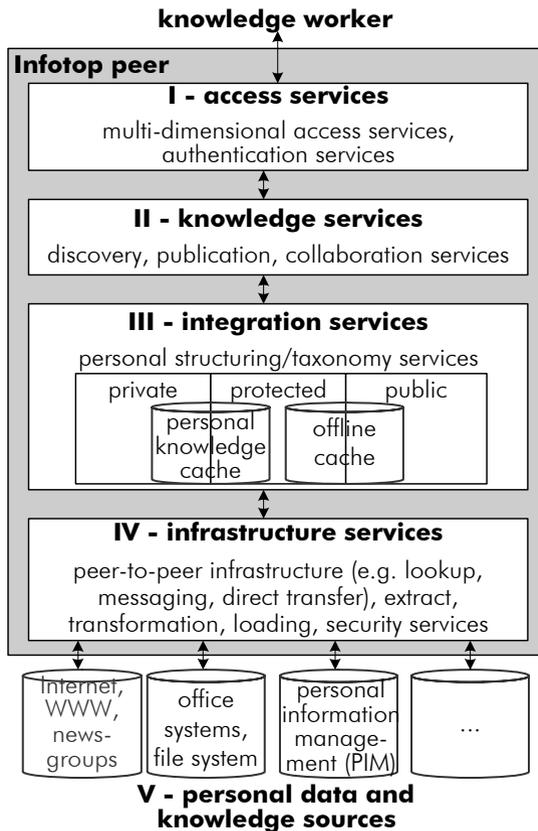 knowledge worker
Infotop peer
I - access services
multi-dimensional access services,
authentication services
II - knowledge services
discovery, publication, collaboration services
III - integration services
personal structuring/taxonomy services
private protected public
personal
knowledge
cache
offline
cache
IV - infrastructure services
peer-to-peer infrastructure (e.g. lookup,
messaging, direct transfer), extract,
transformation, loading, security services
Internet,
WWW,
news-
groups
office
systems,
file system
personal
information
manage-
ment (PIM)
...
V - personal data and
knowledge sources